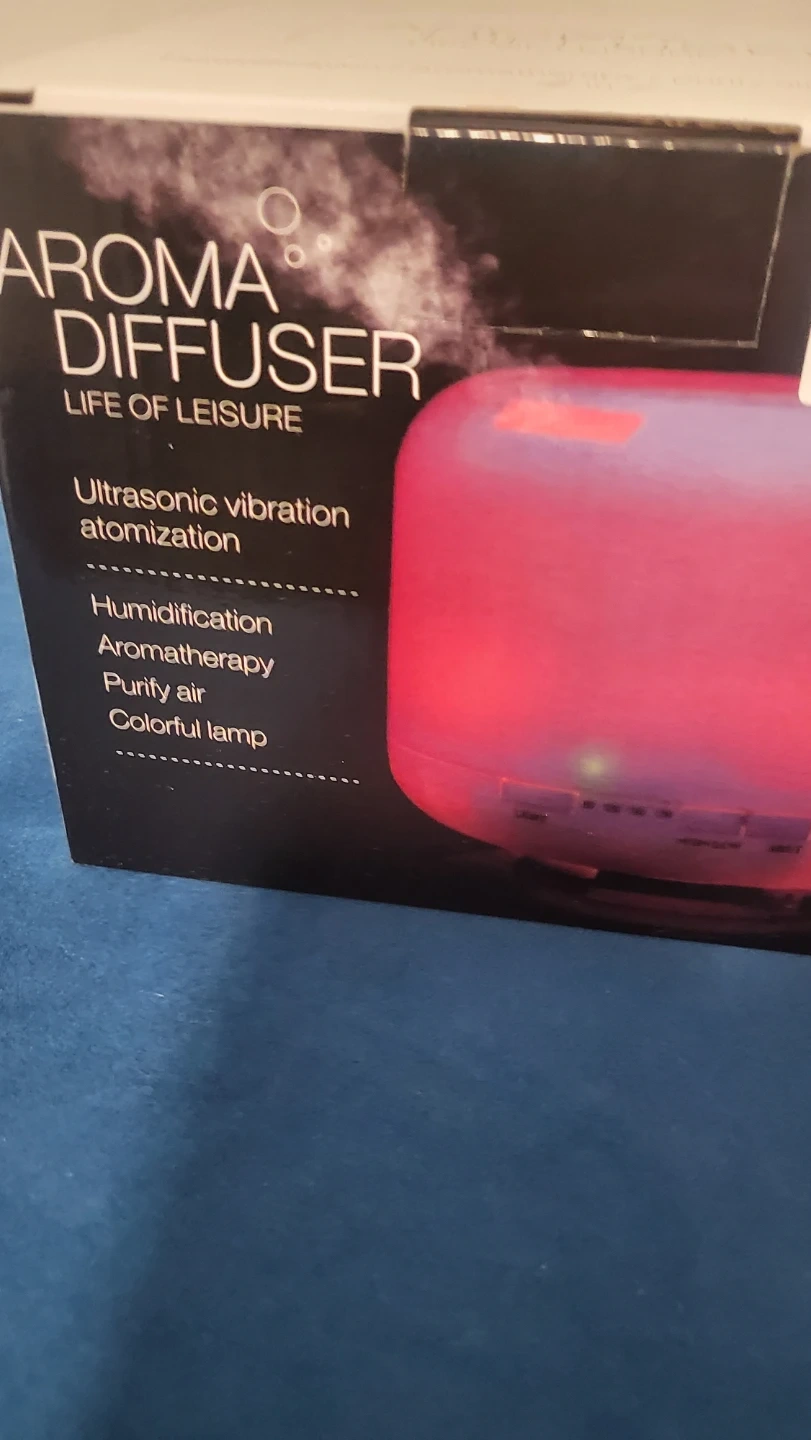 AROMA
DIFFUSER
LIFE OF LEISURE
Ultrasonic vibration
atomization
Humidification
Aromatherapy
Purify air
Colorful lamp